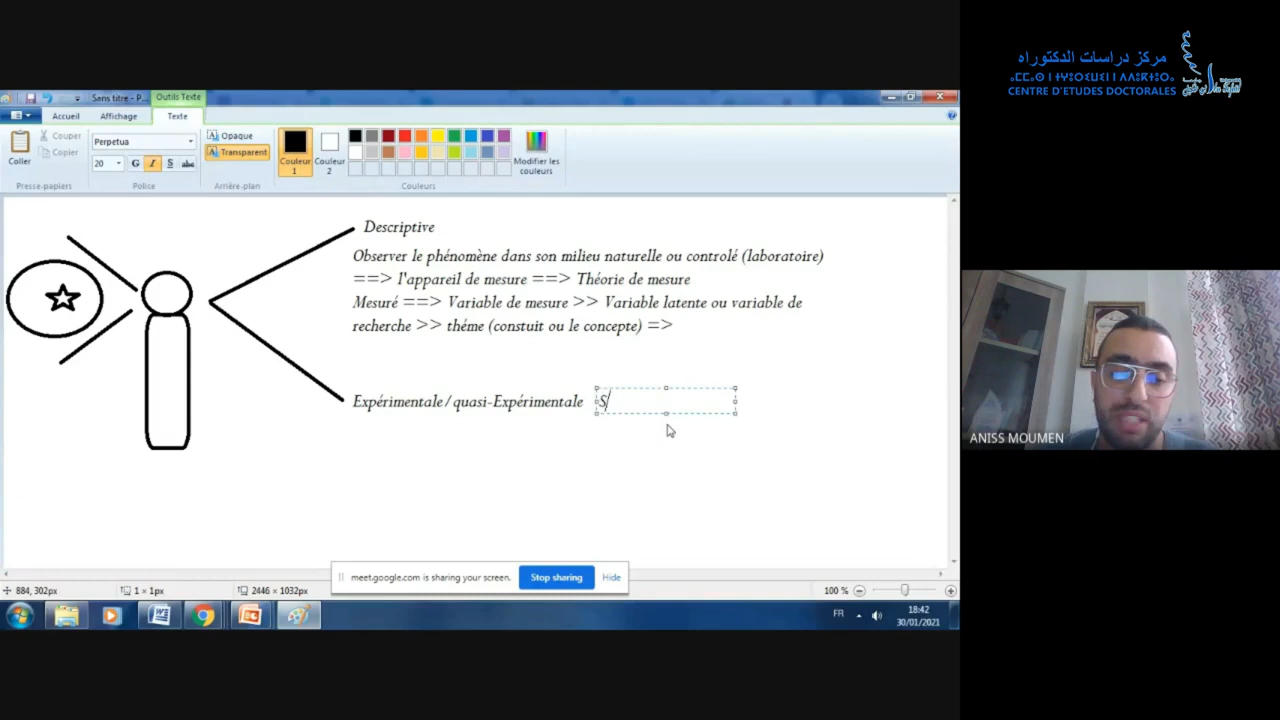 مركز دراسات الدكتوراه
CENTRE D'ETUDES DOCTORALES
Sans titre - P...
Outils Texte
Accueil
Affichage
Texte
Coller
Couper
Copier
Presse-papiers
Perpetua
20
G I S abc
Police
Opaque
Transparent
Arrière-plan
Couleur 1
Couleur 2
Modifier les couleurs
Couleurs
Descriptive
Observer le phénomène dans son milieu naturelle ou controlé (laboratoire)
==> l'appareil de mesure ==> Théorie de mesure
Mesuré ==> Variable de mesure >> Variable latente ou variable de
recherche >> théme (constuit ou le concepte) =>
Expérimentale/quasi-Expérimentale S
ANISS MOUMEN
meet.google.com is sharing your screen.
Stop sharing
Hide
884, 302px
1 × 1px
2446 × 1032px
100 %
FR
18:42
30/01/2021